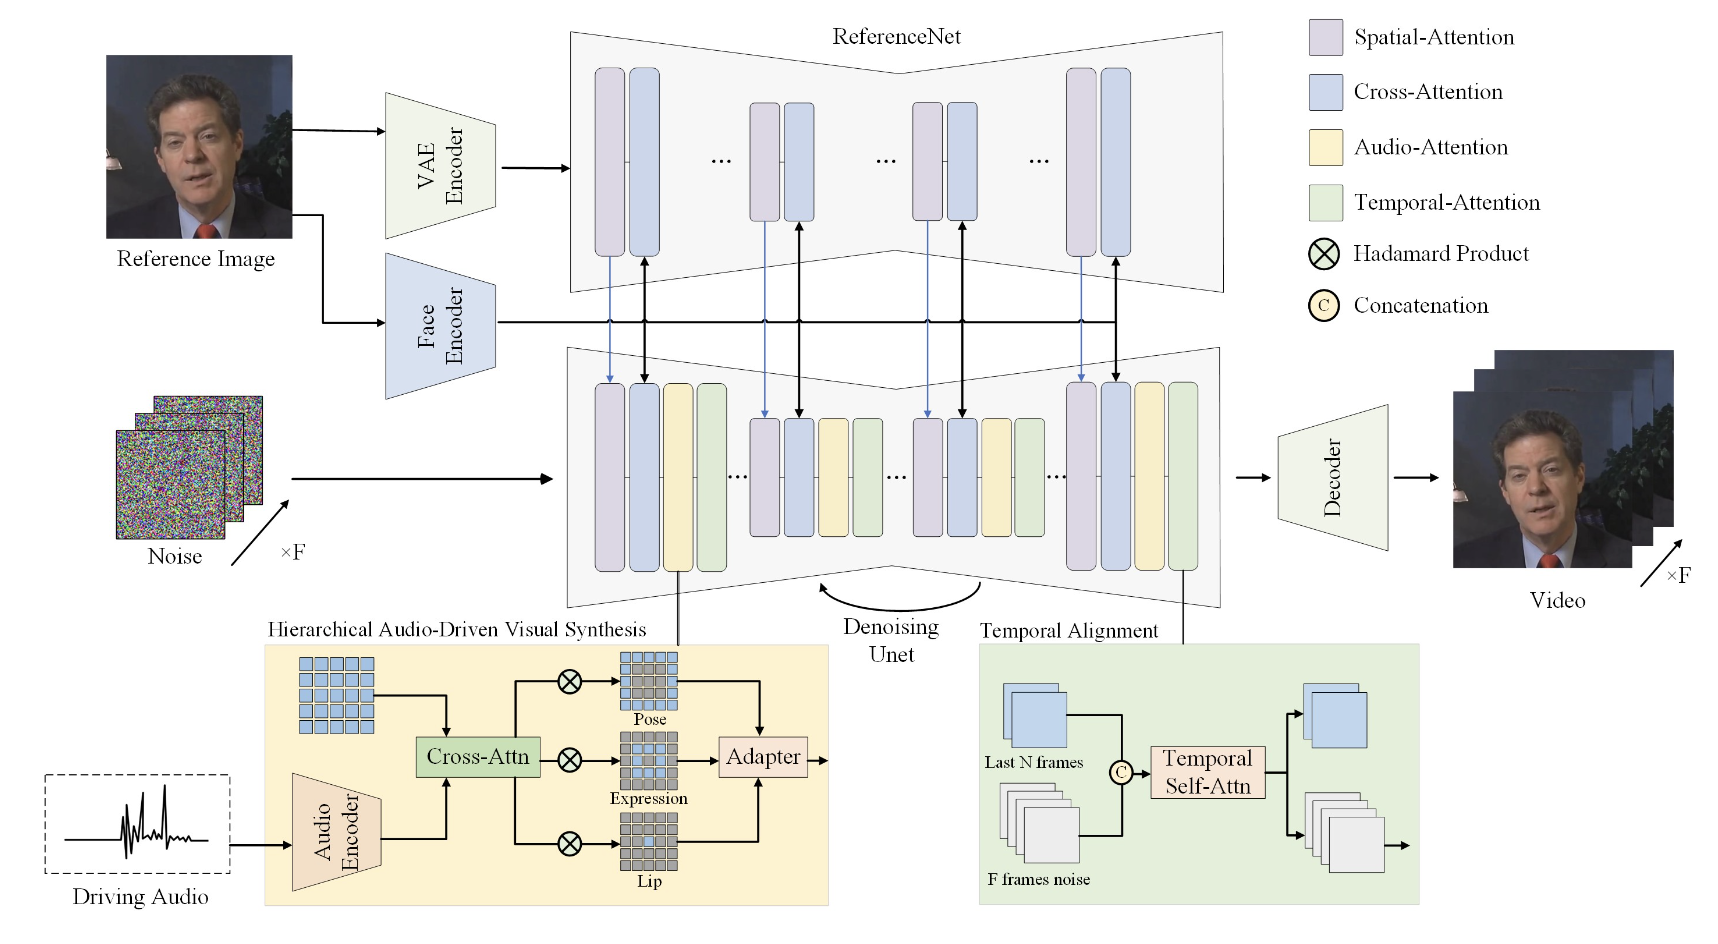 ReferenceNet
Spatial-Attention
Cross-Attention
Audio-Attention
Temporal-Attention
Hadamard Product
C Concatenation
VAE
Encoder
Reference Image
Face
Encoder
Noise
×F
Decoder
Video
×F
Denoising
Unet
Hierarchical Audio-Driven Visual Synthesis
Cross-Attn
Pose
Expression
Lip
Adapter
Audio
Encoder
Driving Audio
Temporal Alignment
Last N frames
C
Temporal
Self-Attn
F frames noise